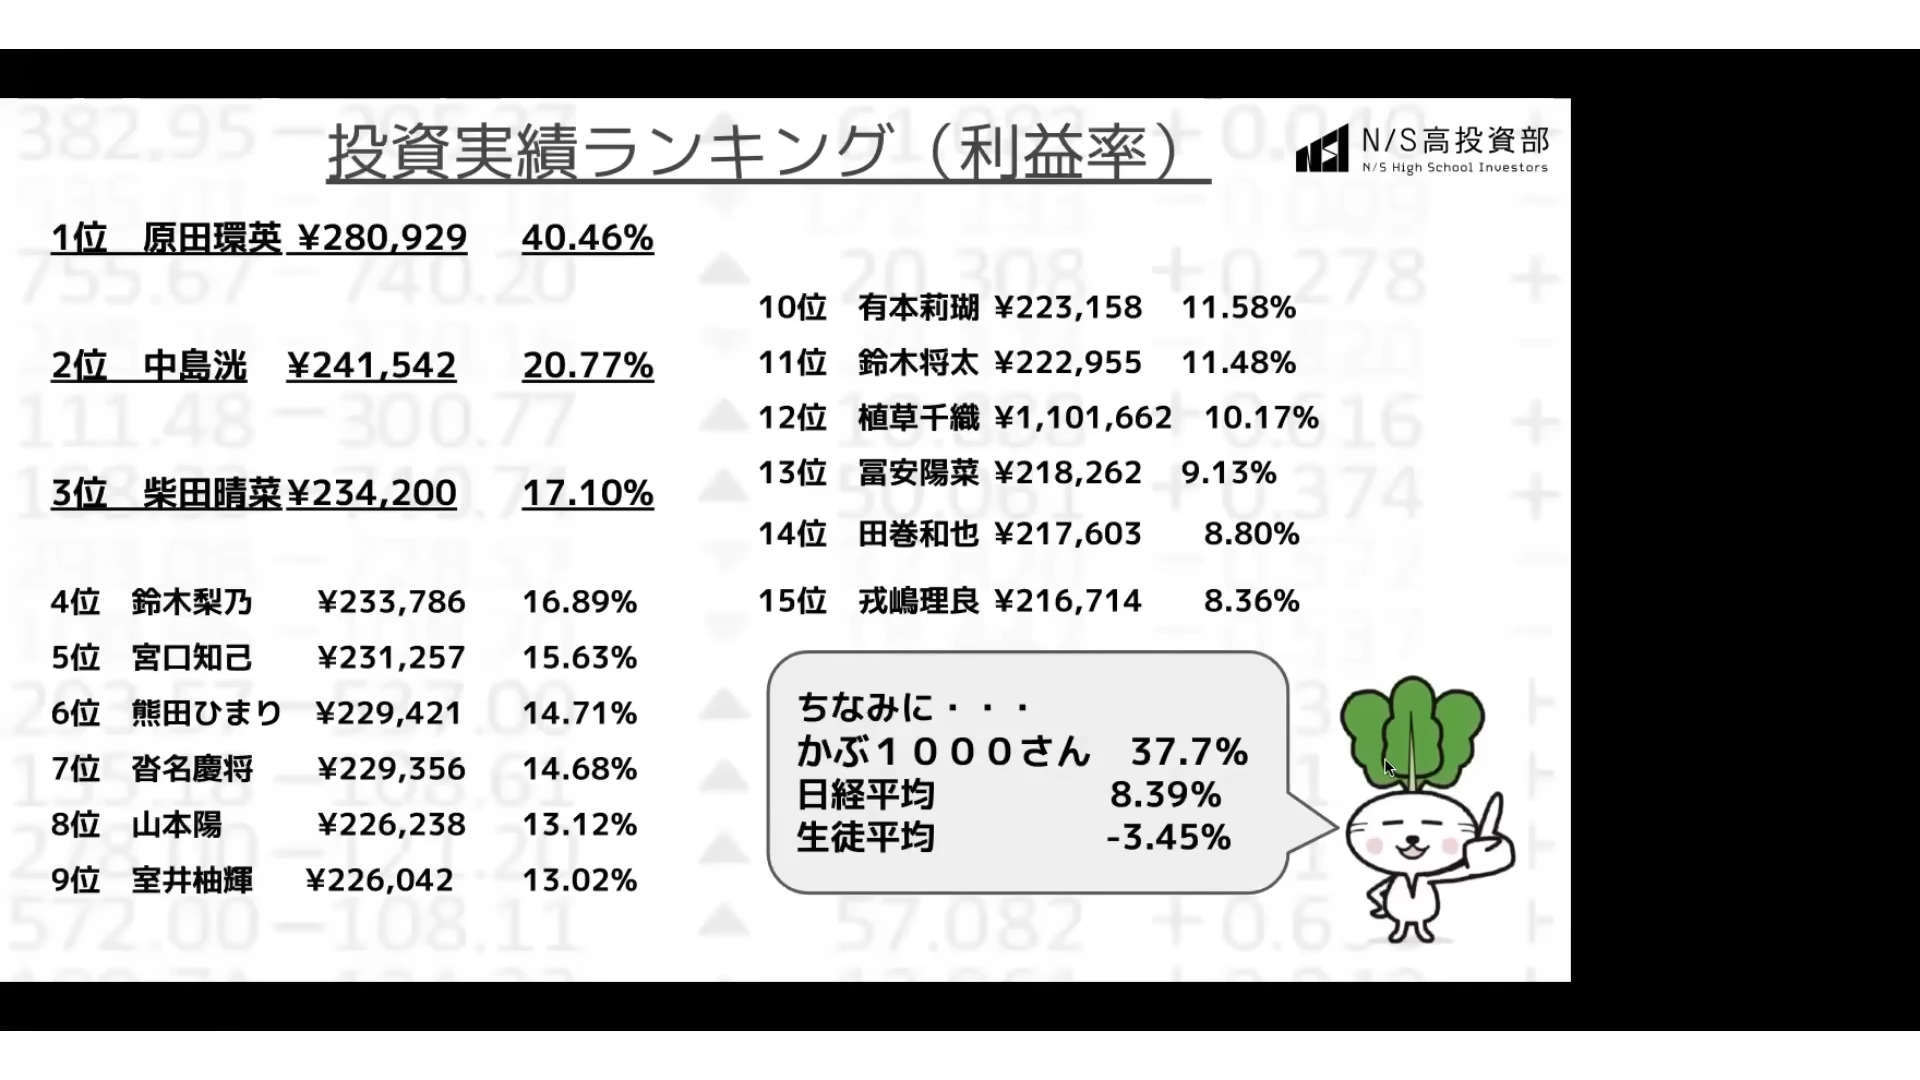 投資実績ランキング（利益率）
N/S高投資部
N/S High School Investors
1位　原田環英 ¥280,929　40.46%
2位　中島洸　¥241,542　20.77%
3位　柴田晴菜 ¥234,200　17.10%
4位　鈴木梨乃　¥233,786　16.89%
5位　宮口知己　¥231,257　15.63%
6位　熊田ひまり　¥229,421　14.71%
7位　沓名慶将　¥229,356　14.68%
8位　山本陽　¥226,238　13.12%
9位　室井柚輝　¥226,042　13.02%
10位　有本莉瑚 ¥223,158　11.58%
11位　鈴木将太 ¥222,955　11.48%
12位　植草千織 ¥1,101,662　10.17%
13位　冨安陽菜 ¥218,262　9.13%
14位　田巻和也 ¥217,603　8.80%
15位　戎嶋理良 ¥216,714　8.36%
ちなみに・・・
かぶ１０００さん　37.7%
日経平均　8.39%
生徒平均　-3.45%